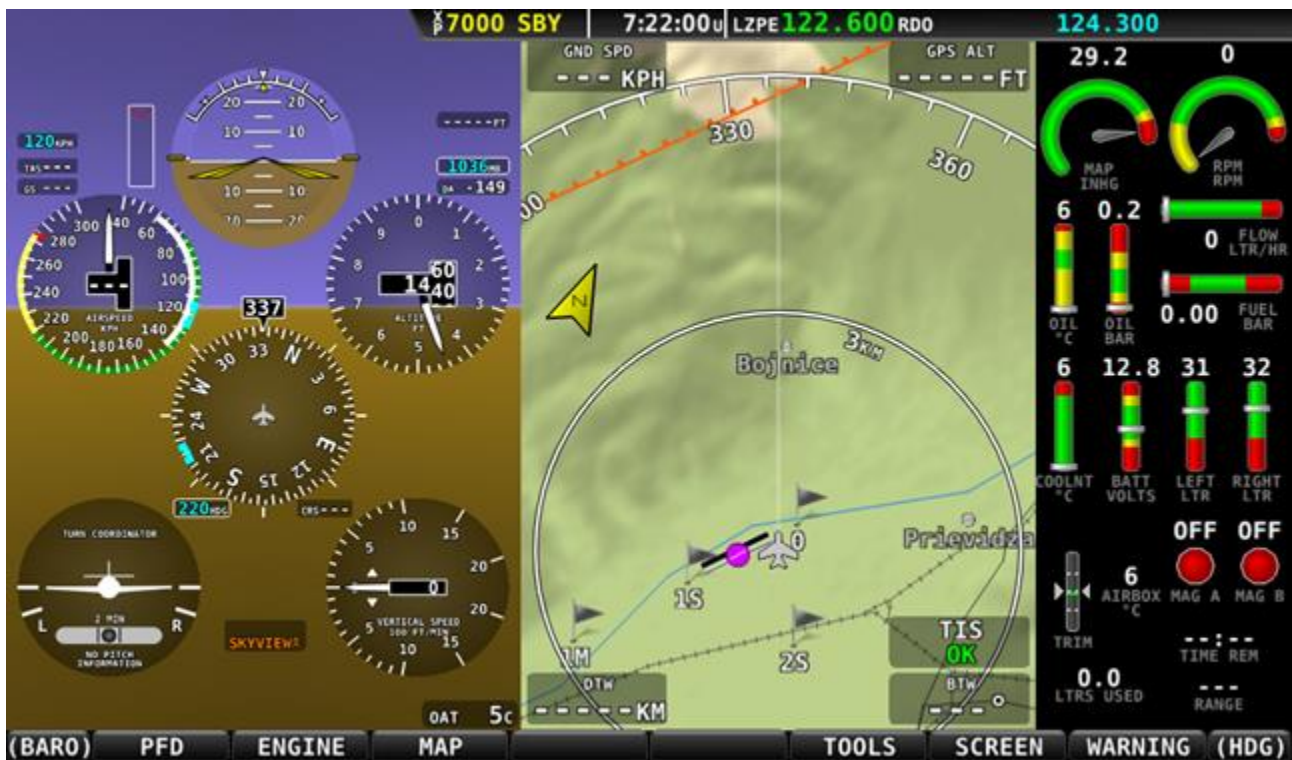 XP 7000 SBY 7:22:00U LZPE 122.600 RDO 124.300
120KPH
TAS---
GS ---
20 20
10 10
10 10
20 20
-----FT
1036MB
DA -149
300 40 60 80 100 120 140 160 180 200 220 240 260 280
---
AIRSPEED
KPH
0 1 2 3 4 5 6 7 8 9
14 60
40
ALTITUDE
FT
337
33 N 3 6 E 12 15 S 21 24 W 30
220HDG
CRS---
TURN COORDINATOR
L R
2 MIN
NO PITCH
INFORMATION
SKYVIEW
5 10 15 20
0
VERTICAL SPEED
100 FT/MIN
5 10 15 20
OAT 5C
GND SPD
---KPH
GPS ALT
-----FT
330
360
00
N
3KM
Bojnice
Prievidza
0
1S
1M
2S
TIS
OK
DTW
-----KM
BTW
---°
29.2 0
MAP
INHG
RPM
RPM
6 0.2
OIL
°C
OIL
BAR
0 FLOW
LTR/HR
0.00 FUEL
BAR
6 12.8 31 32
COOLNT
°C
BATT
VOLTS
LEFT
LTR
RIGHT
LTR
OFF OFF
MAG A MAG B
6
AIRBOX
°C
TRIM
--:--
TIME REM
0.0
LTRS USED
---
RANGE
(BARO) PFD ENGINE MAP TOOLS SCREEN WARNING (HDG)